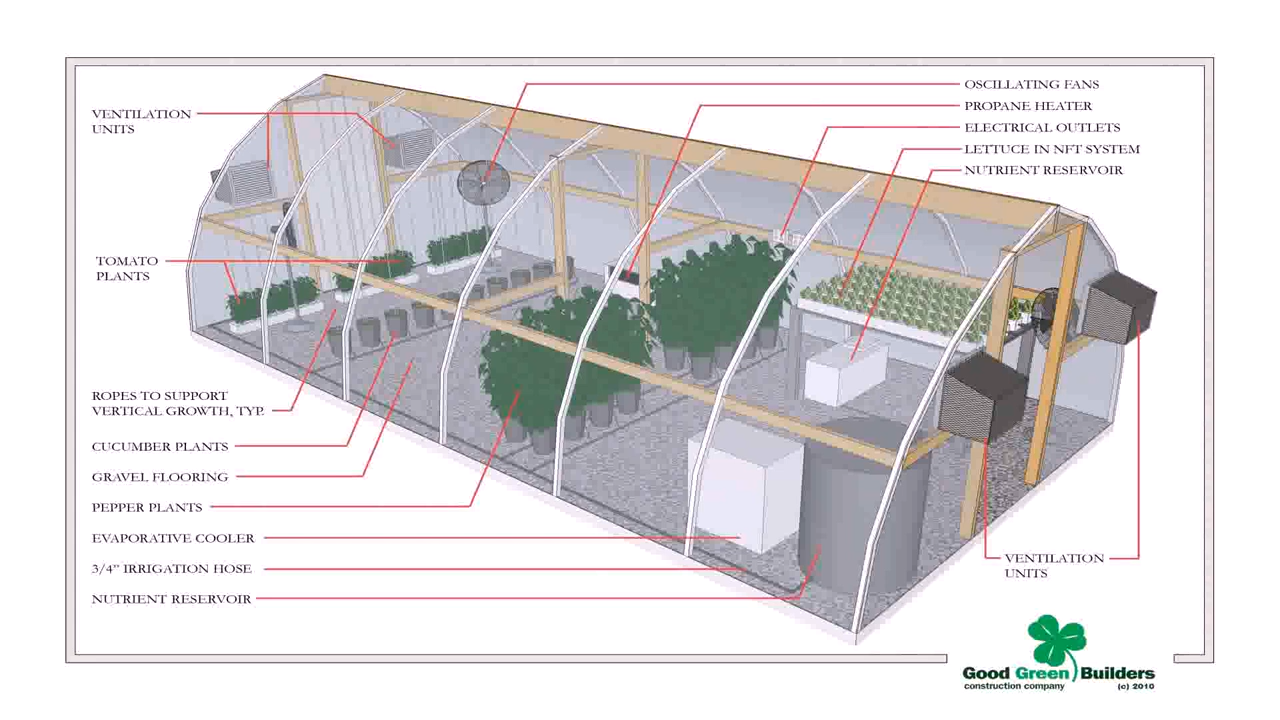 VENTILATION
UNITS
TOMATO
PLANTS
ROPES TO SUPPORT
VERTICAL GROWTH, TYP.
CUCUMBER PLANTS
GRAVEL FLOORING
PEPPER PLANTS
EVAPORATIVE COOLER
3/4” IRRIGATION HOSE
NUTRIENT RESERVOIR
OSCILLATING FANS
PROPANE HEATER
ELECTRICAL OUTLETS
LETTUCE IN NFT SYSTEM
NUTRIENT RESERVOIR
VENTILATION
UNITS
Good Green Builders
construction company (c) 2010